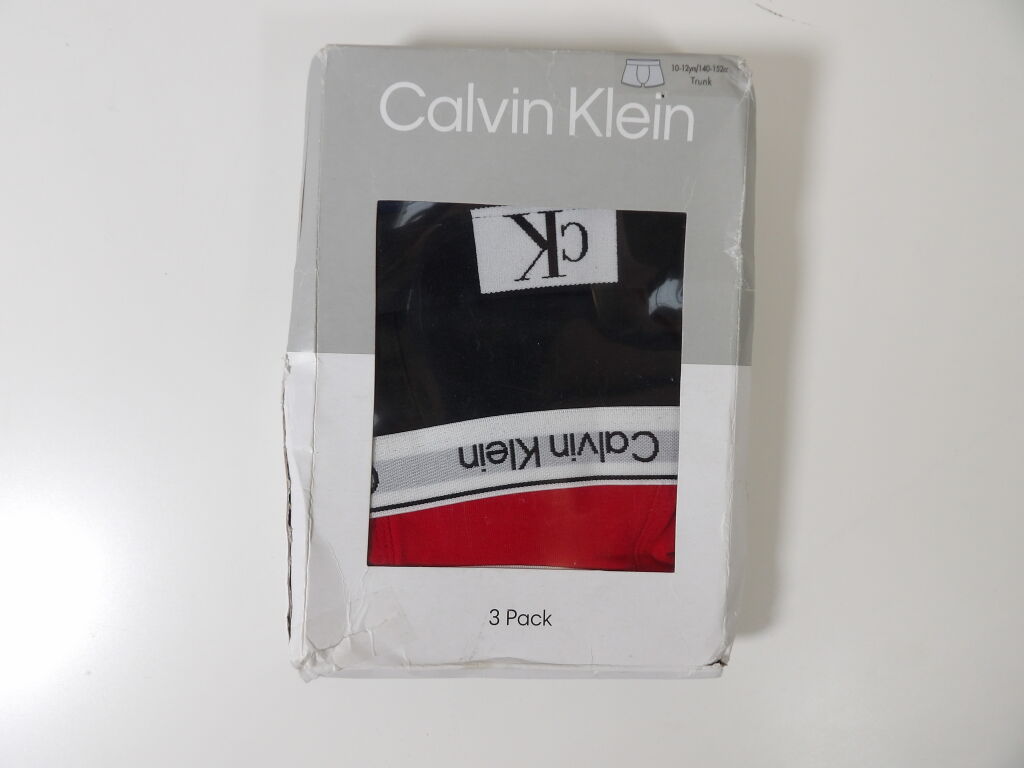 10-12yrs/140-152cm
Trunk
Calvin Klein
CK
Calvin Klein
3 Pack